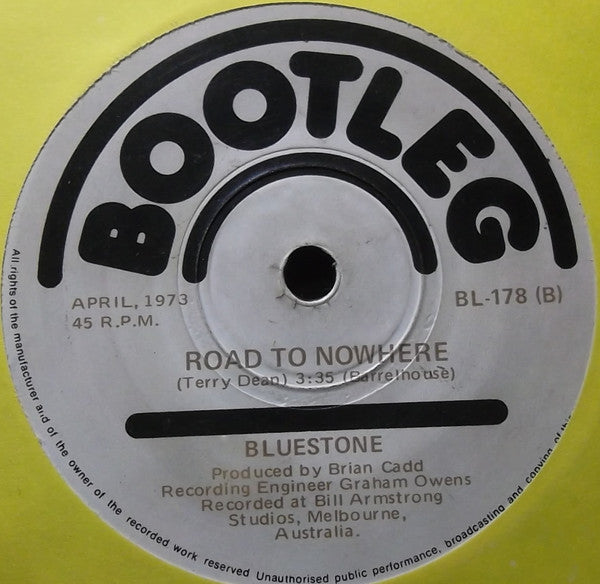 BOOTLEG
APRIL, 1973
45 R.P.M.
BL-178 (B)
ROAD TO NOWHERE
(Terry Dean) 3:35 (Barrelhouse)
BLUESTONE
Produced by Brian Cadd
Recording Engineer Graham Owens
Recorded at Bill Armstrong
Studios, Melbourne,
Australia.
All rights of the manufacturer and of the owner of the recorded work reserved Unauthorised public performance, broadcasting and copying of